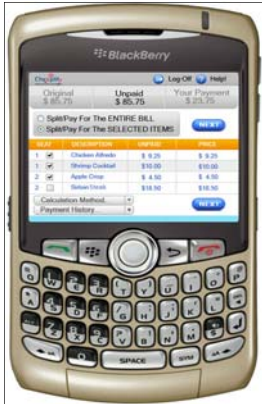 BlackBerry
Log-Off Help!
Original Unpaid Your Payment
$ 85.75 $ 85.75 $ 23.75
Split/Pay For The ENTIRE BILL
Split/Pay For The SELECTED ITEMS
NEXT
DESCRIPTION UNPAID PRICE
1 Chicken Alfredo $ 9.25 $ 9.25
1 Shrimp Cocktail $10.00 $10.00
2 Apple Crisp $ 4.50 $ 4.50
2 $18.50 $18.50
Calculation Method
Payment History...
NEXT
Q W E R T Y U I O P
A S D F G H J K L
Z X C V B N M
SPACE SYM